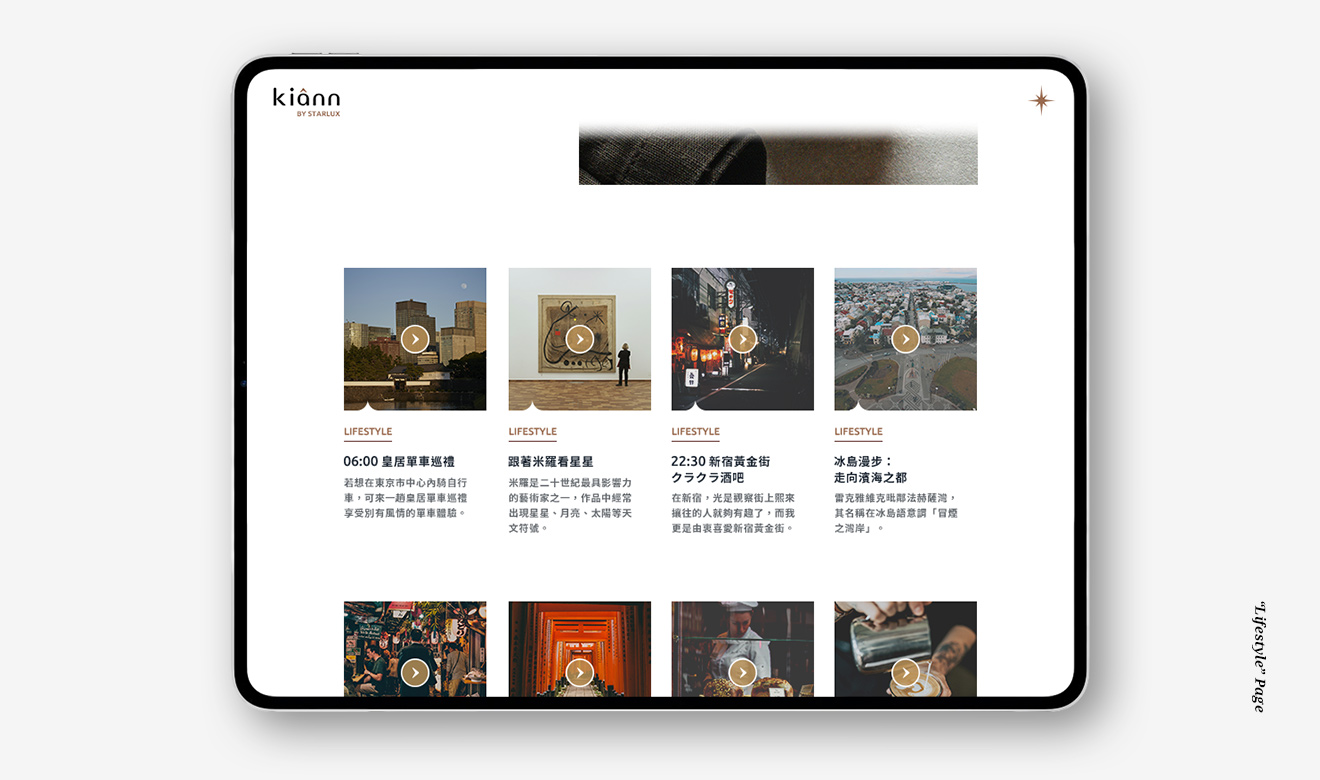 kiânn
BY STARLUX
LIFESTYLE
06:00 皇居單車巡禮
若想在東京市中心內騎自行
車，可來一趟皇居單車巡禮
享受別有風情的單車體驗。
LIFESTYLE
跟著米羅看星星
米羅是二十世紀最具影響力
的藝術家之一，作品中經常
出現星星、月亮、太陽等天
文符號。
LIFESTYLE
22:30 新宿黃金街
クラクラ酒吧
在新宿，光是觀察街上熙來
攘往的人就夠有趣了，而我
更是由衷喜愛新宿黃金街。
LIFESTYLE
冰島漫步：
走向濱海之都
雷克雅維克毗鄰法赫薩灣，
其名稱在冰島語意謂「冒煙
之灣岸」。
“Lifestyle” Page